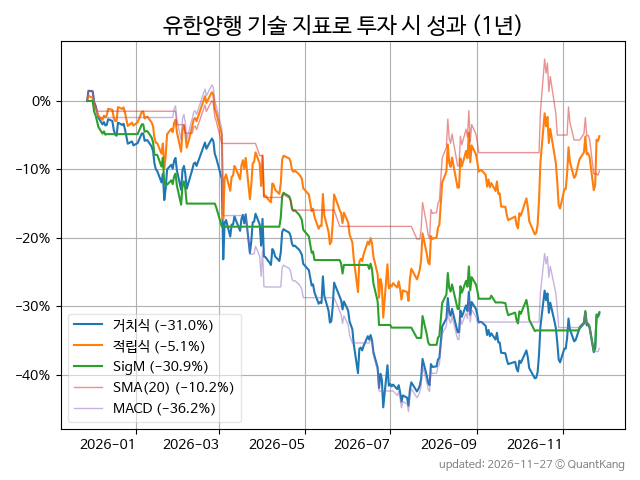 유한양행 기술 지표로 투자 시 성과 (1년)
0%
−10%
−20%
−30%
−40%
거치식 (−31.0%)
적립식 (−5.1%)
SigM (−30.9%)
SMA(20) (−10.2%)
MACD (−36.2%)
2026−01 2026−03 2026−05 2026−07 2026−09 2026−11
updated: 2026−11−27 © QuantKang